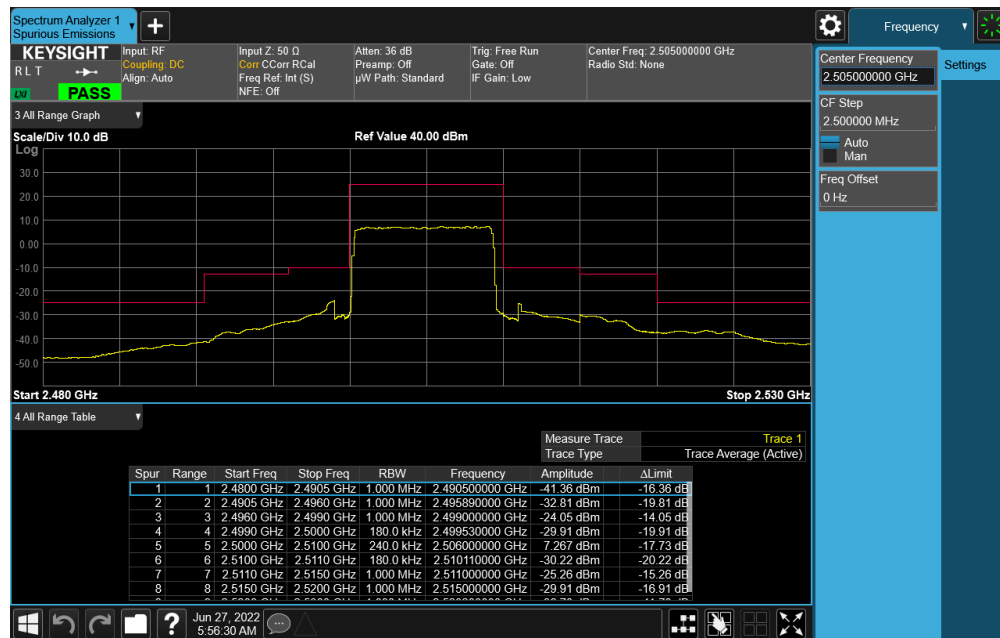 Spectrum Analyzer 1
Spurious Emissions
Frequency
KEYSIGHT
R L T
LXI
PASS
Input: RF
Coupling: DC
Align: Auto
Input Z: 50 Ω
Corr CCorr RCal
Freq Ref: Int (S)
NFE: Off
Atten: 36 dB
Preamp: Off
µW Path: Standard
Trig: Free Run
Gate: Off
IF Gain: Low
Center Freq: 2.505000000 GHz
Radio Std: None
Center Frequency
2.505000000 GHz
Settings
CF Step
2.500000 MHz
Auto
Man
Freq Offset
0 Hz
3 All Range Graph
Scale/Div 10.0 dB
Ref Value 40.00 dBm
Log
30.0
20.0
10.0
0.00
-10.0
-20.0
-30.0
-40.0
-50.0
Start 2.480 GHz
Stop 2.530 GHz
4 All Range Table
Measure Trace Trace 1
Trace Type Trace Average (Active)
Spur Range Start Freq Stop Freq RBW Frequency Amplitude ΔLimit
1 1 2.4800 GHz 2.4905 GHz 1.000 MHz 2.490500000 GHz -41.36 dBm -16.36 dB
2 2 2.4905 GHz 2.4960 GHz 1.000 MHz 2.495890000 GHz -32.81 dBm -19.81 dB
3 3 2.4960 GHz 2.4990 GHz 1.000 MHz 2.499000000 GHz -24.05 dBm -14.05 dB
4 4 2.4990 GHz 2.5000 GHz 180.0 kHz 2.499530000 GHz -29.91 dBm -19.91 dB
5 5 2.5000 GHz 2.5100 GHz 240.0 kHz 2.506000000 GHz 7.267 dBm -17.73 dB
6 6 2.5100 GHz 2.5110 GHz 180.0 kHz 2.510110000 GHz -30.22 dBm -20.22 dB
7 7 2.5110 GHz 2.5150 GHz 1.000 MHz 2.511000000 GHz -25.26 dBm -15.26 dB
8 8 2.5150 GHz 2.5200 GHz 1.000 MHz 2.515000000 GHz -29.91 dBm -16.91 dB
Jun 27, 2022
5:56:30 AM